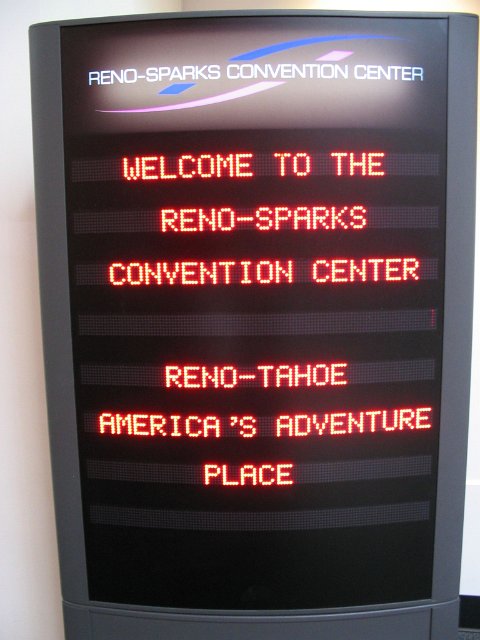 RENO-SPARKS CONVENTION CENTER
WELCOME TO THE
RENO-SPARKS
CONVENTION CENTER
RENO-TAHOE
AMERICA'S ADVENTURE
PLACE